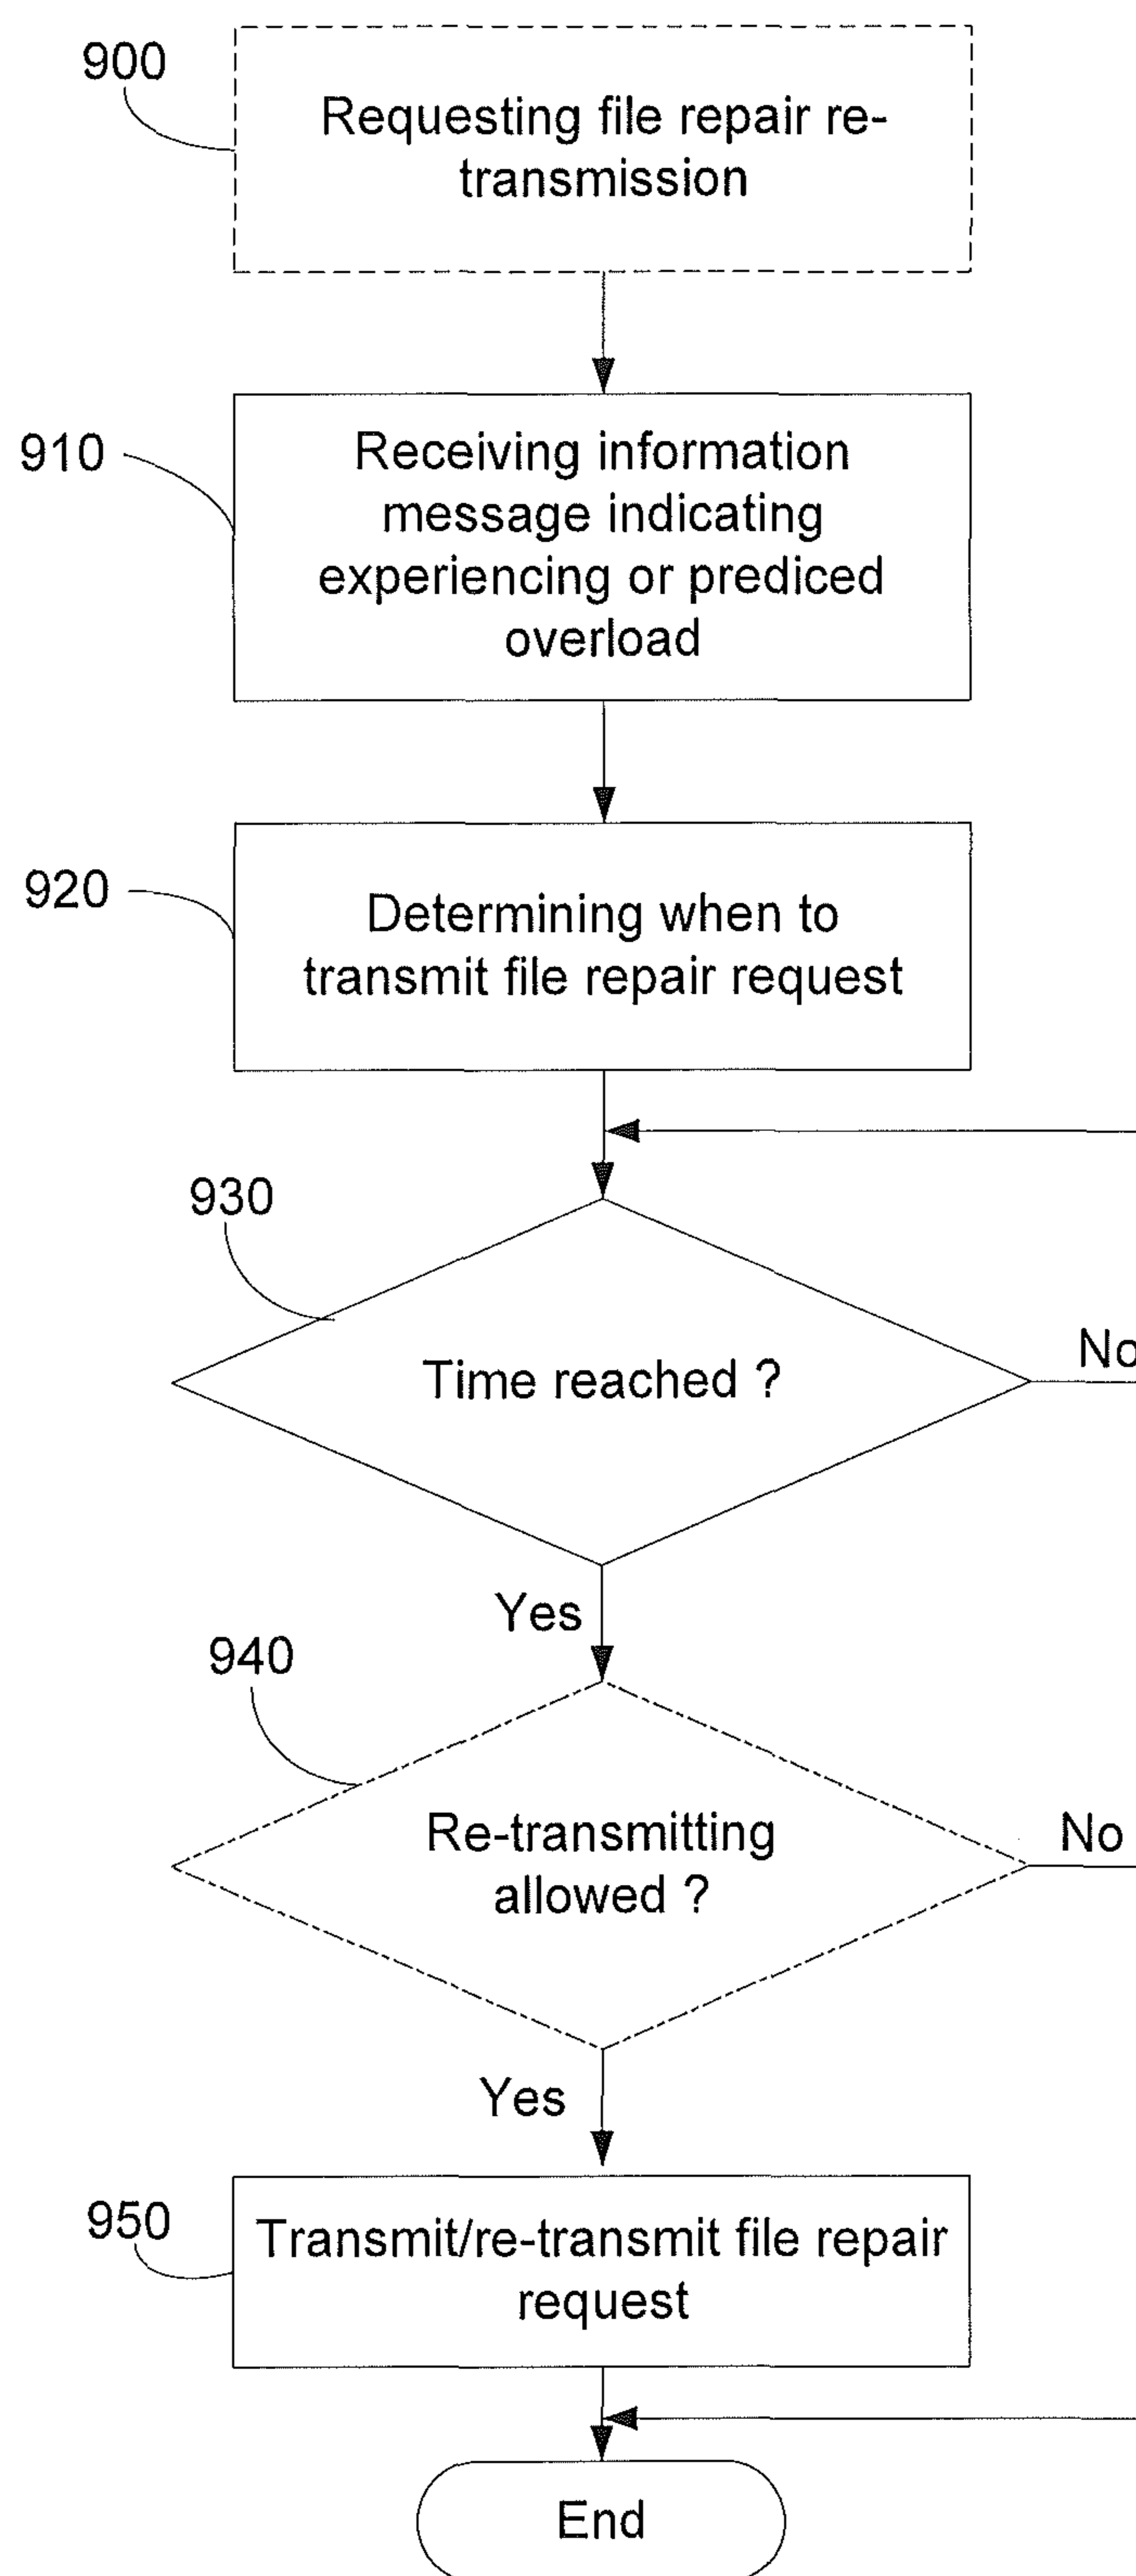 900
Requesting file repair re-
transmission
910
Receiving information
message indicating
experiencing or prediced
overload
920
Determining when to
transmit file repair request
930
Time reached ?
No
Yes
940
Re-transmitting
allowed ?
No
Yes
950
Transmit/re-transmit file repair
request
End